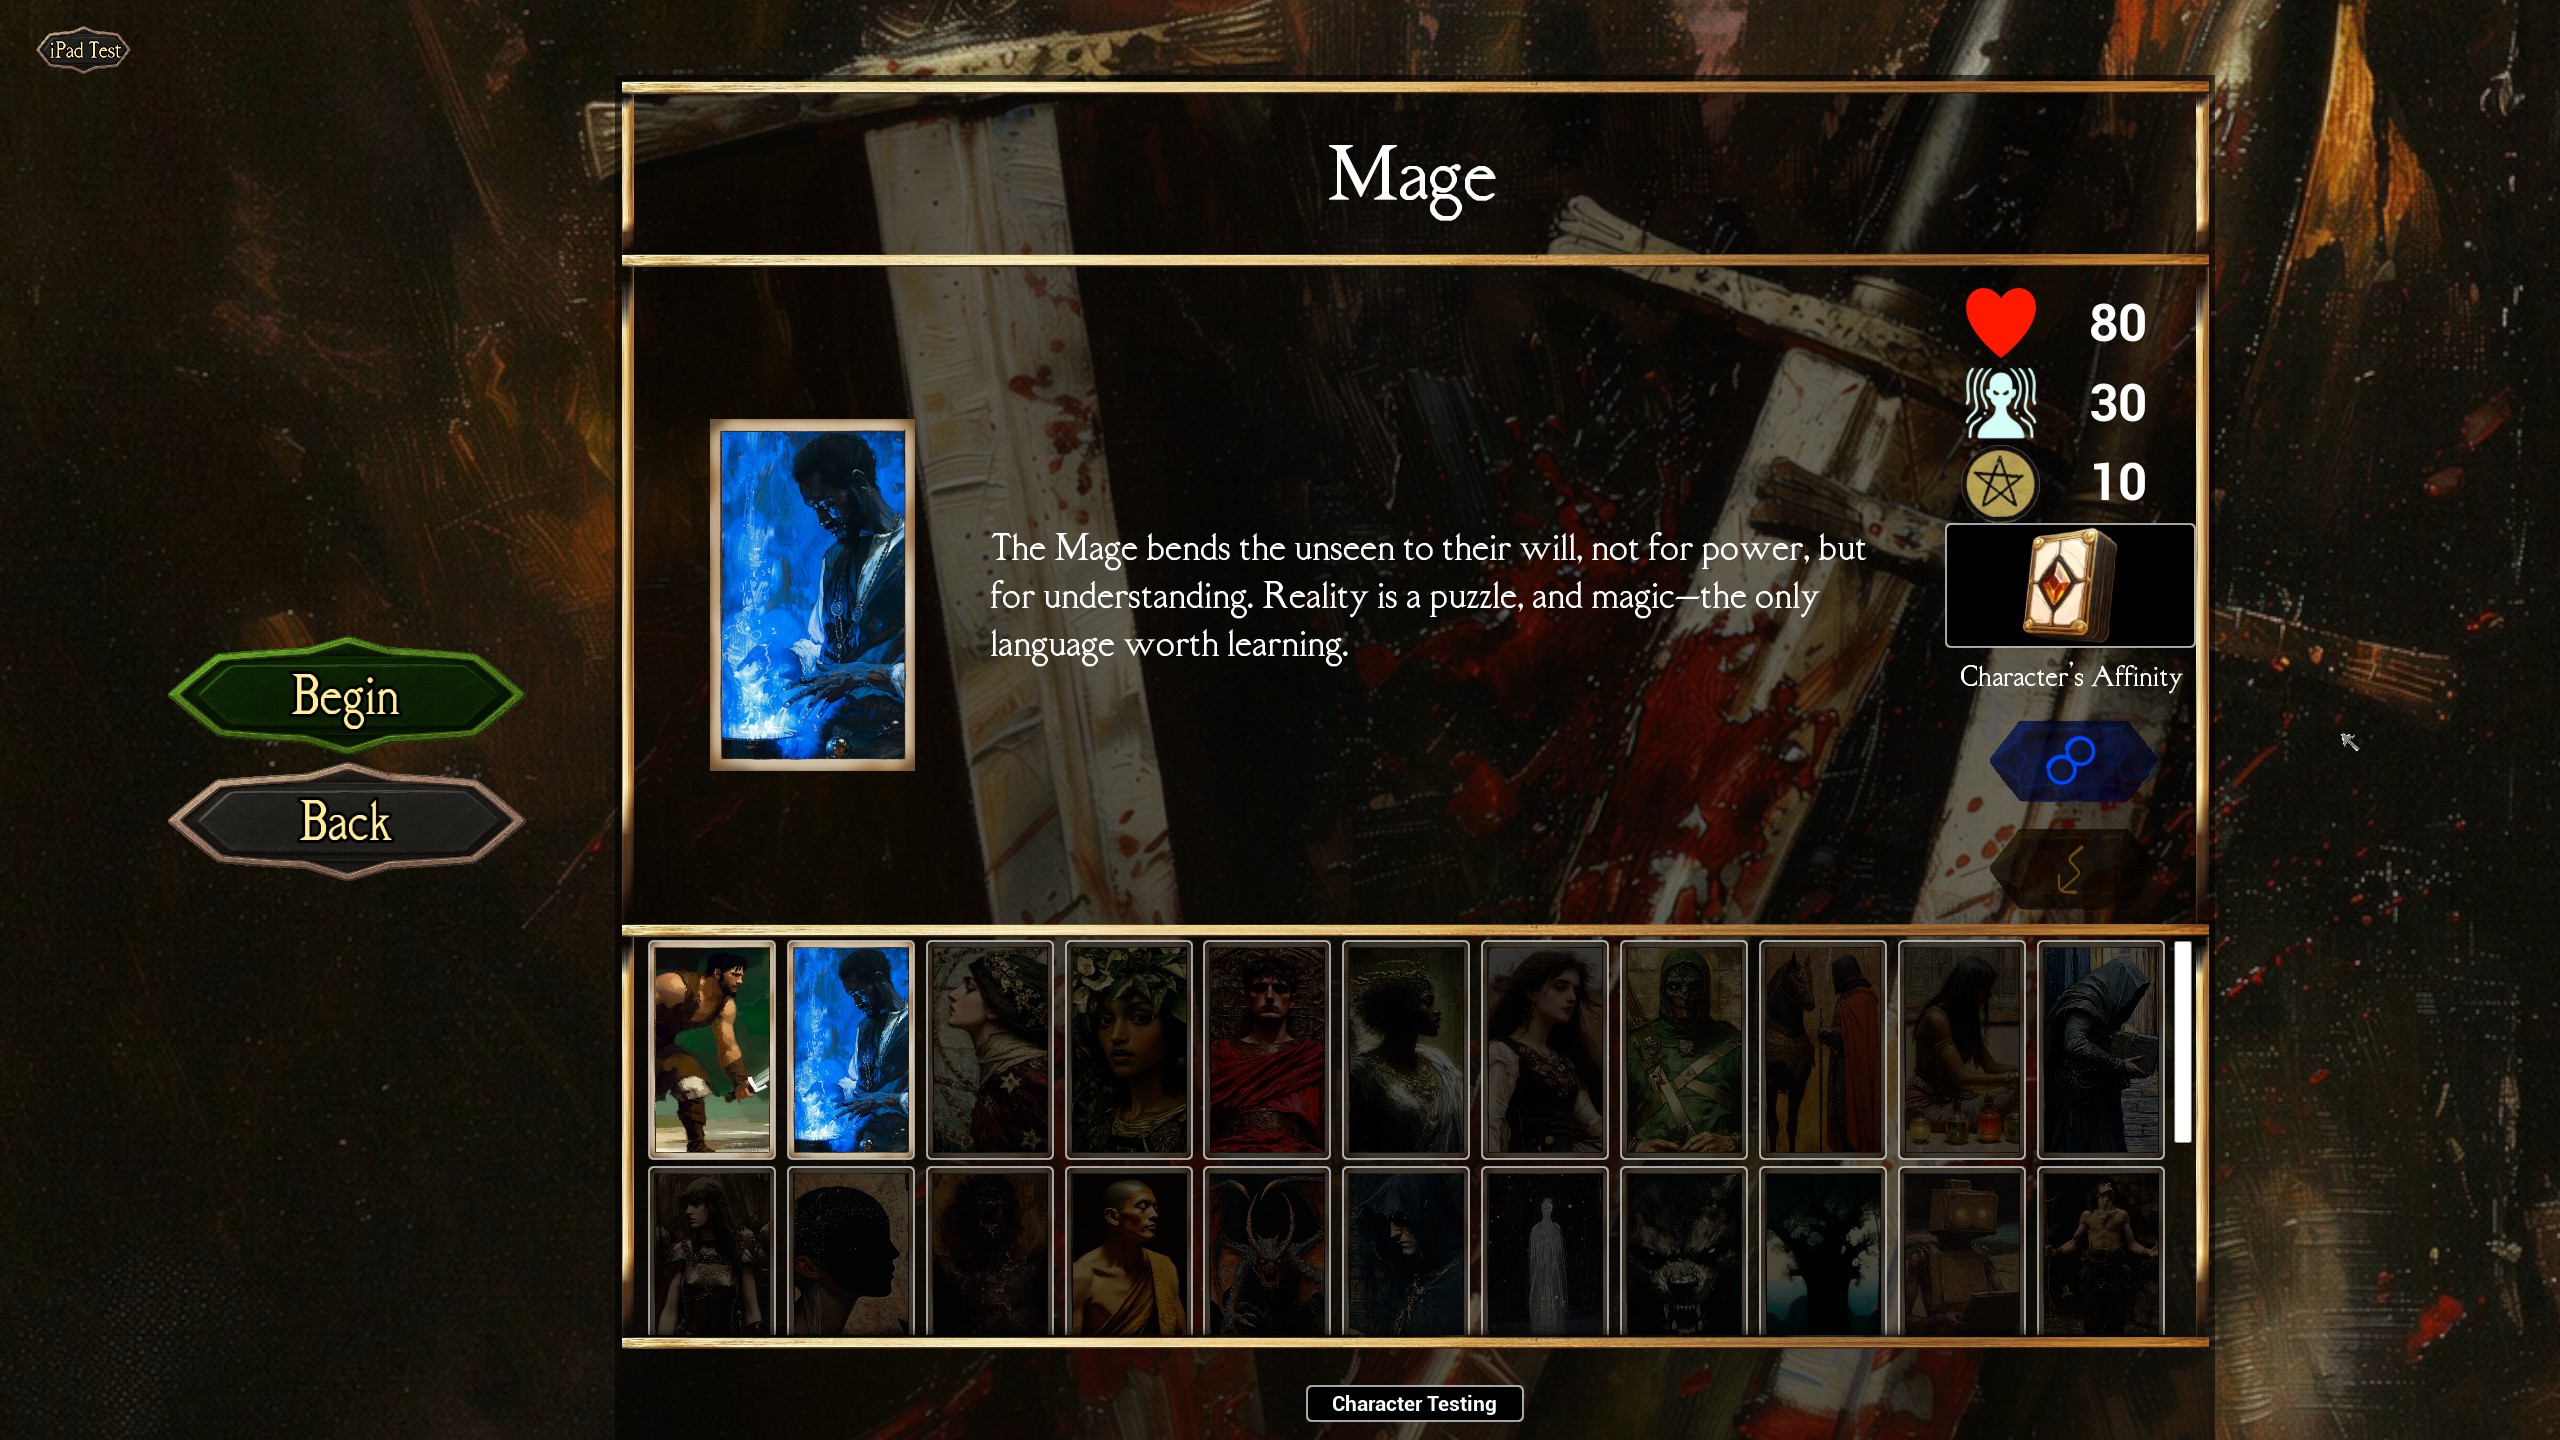 iPad Test
Mage
80
30
10
The Mage bends the unseen to their will, not for power, but
for understanding. Reality is a puzzle, and magic—the only
language worth learning.
Character's Affinity
Begin
Back
Character Testing